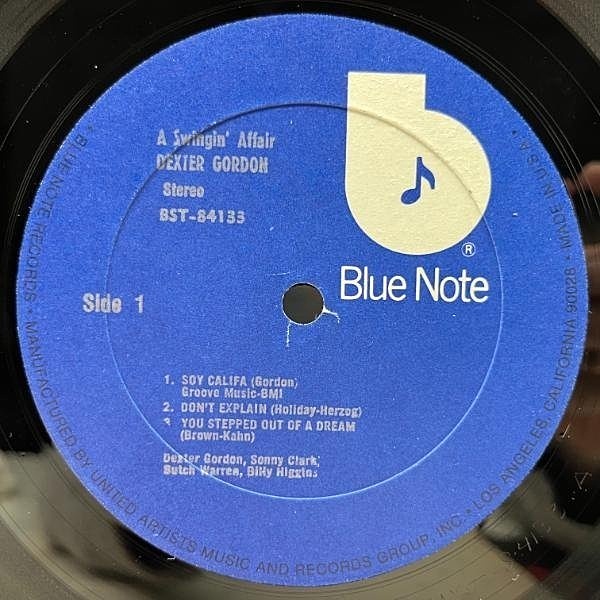 A Swingin' Affair
DEXTER GORDON
Stereo
BST-84133
®
Blue Note
Side 1
1. SOY CALIFA (Gordon)
Groove Music-BMI
2. DON'T EXPLAIN (Holiday-Herzog)
3. YOU STEPPED OUT OF A DREAM
(Brown-Kahn)
Dexter Gordon, Sonny Clark,
Butch Warren, Billy Higgins
• BLUE NOTE RECORDS • MANUFACTURED BY UNITED ARTISTS MUSIC AND RECORDS GROUP, INC. • LOS ANGELES, CALIFORNIA 90028 • MADE IN U.S.A. •